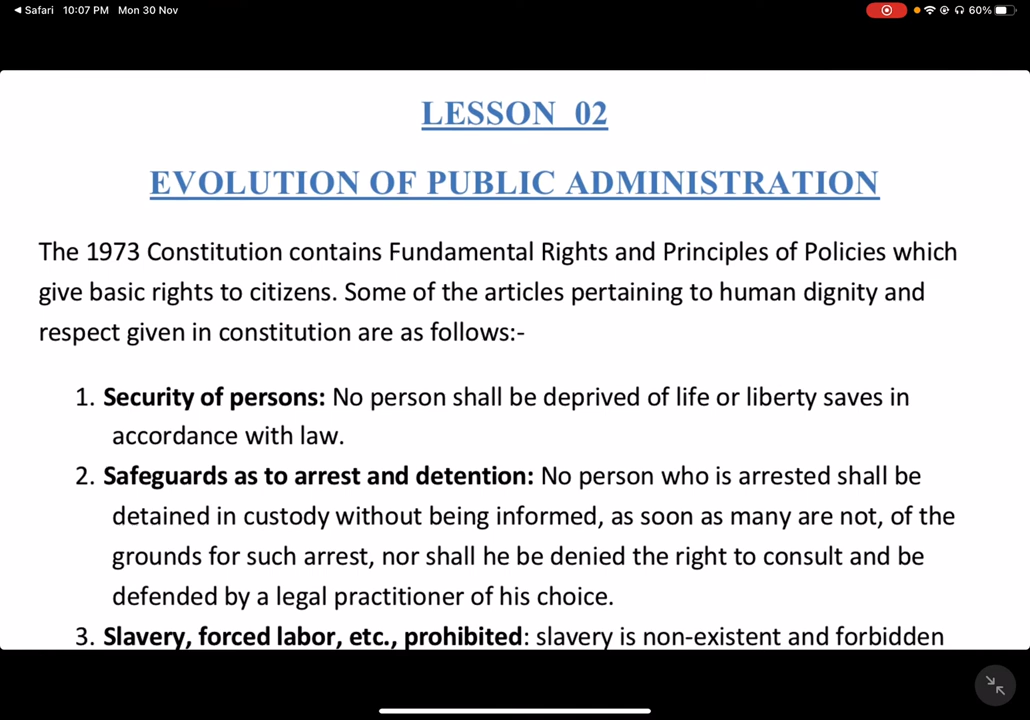 Safari 10:07 PM Mon 30 Nov 60%
LESSON 02
EVOLUTION OF PUBLIC ADMINISTRATION
The 1973 Constitution contains Fundamental Rights and Principles of Policies which
give basic rights to citizens. Some of the articles pertaining to human dignity and
respect given in constitution are as follows:-
1. Security of persons: No person shall be deprived of life or liberty saves in
accordance with law.
2. Safeguards as to arrest and detention: No person who is arrested shall be
detained in custody without being informed, as soon as many are not, of the
grounds for such arrest, nor shall he be denied the right to consult and be
defended by a legal practitioner of his choice.
3. Slavery, forced labor, etc., prohibited: slavery is non-existent and forbidden